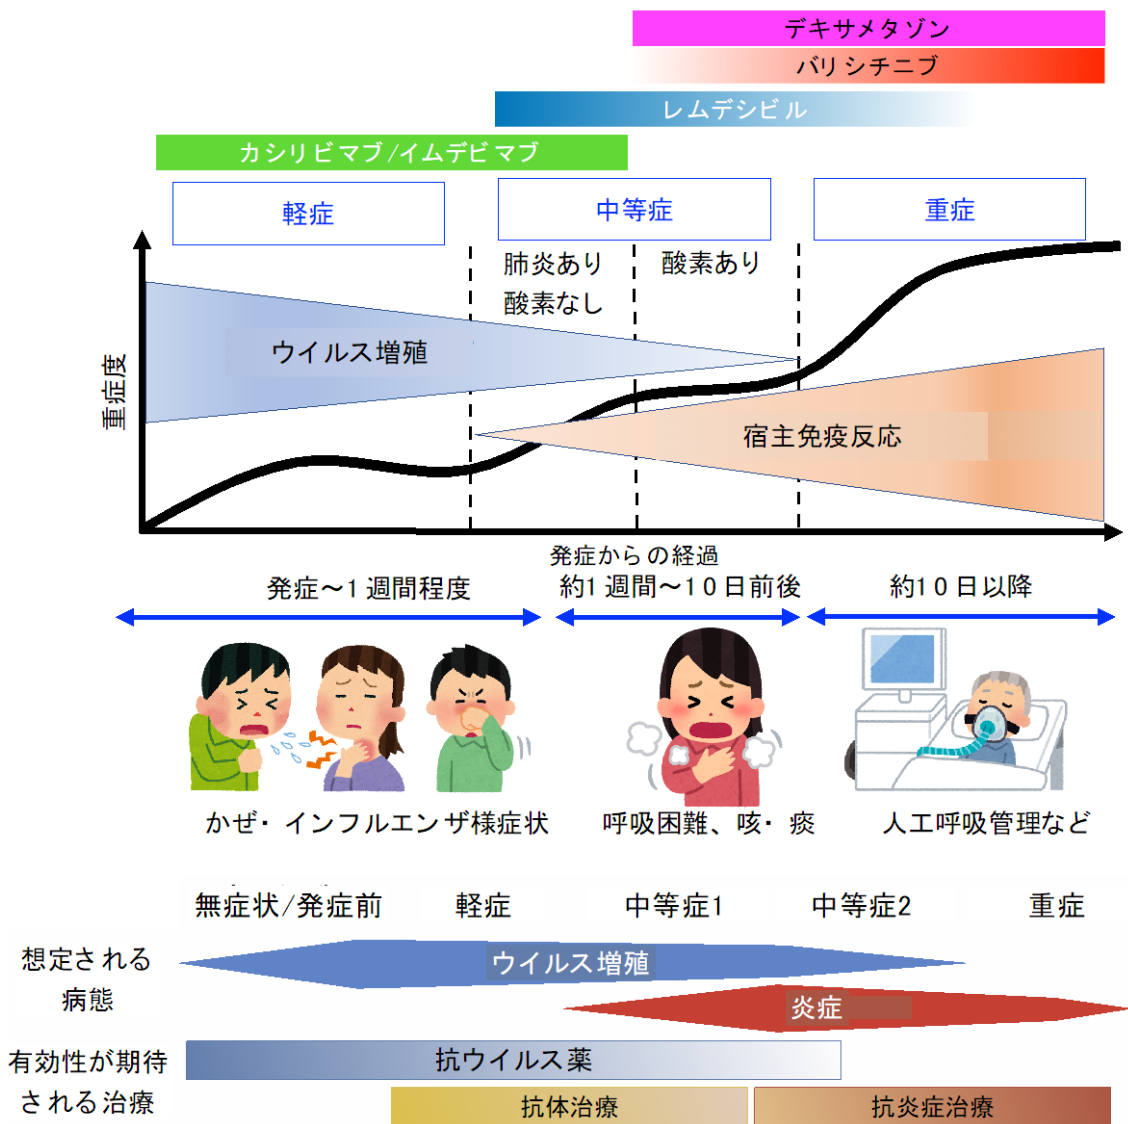 デキサメタゾン
バリシチニブ
レムデシビル
カシリビマブ/イムデビマブ
軽症
中等症
重症
肺炎あり
酸素なし
酸素あり
ウイルス増殖
重症度
宿主免疫反応
発症からの経過
発症～1週間程度
約1週間～10日前後
約10日以降
かぜ・インフルエンザ様症状
呼吸困難、咳・痰
人工呼吸管理など
無症状/発症前
軽症
中等症1
中等症2
重症
想定される
病態
ウイルス増殖
炎症
有効性が期待
される治療
抗ウイルス薬
抗体治療
抗炎症治療